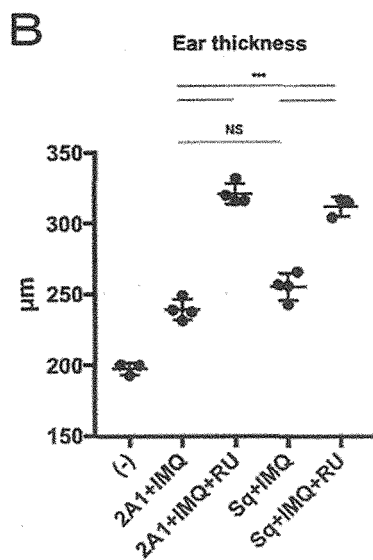 B
Ear thickness
***
NS
350
300
250
200
150
µm
(-)
2A1+IMQ
2A1+IMQ+RU
Sq+IMQ
Sq+IMQ+RU